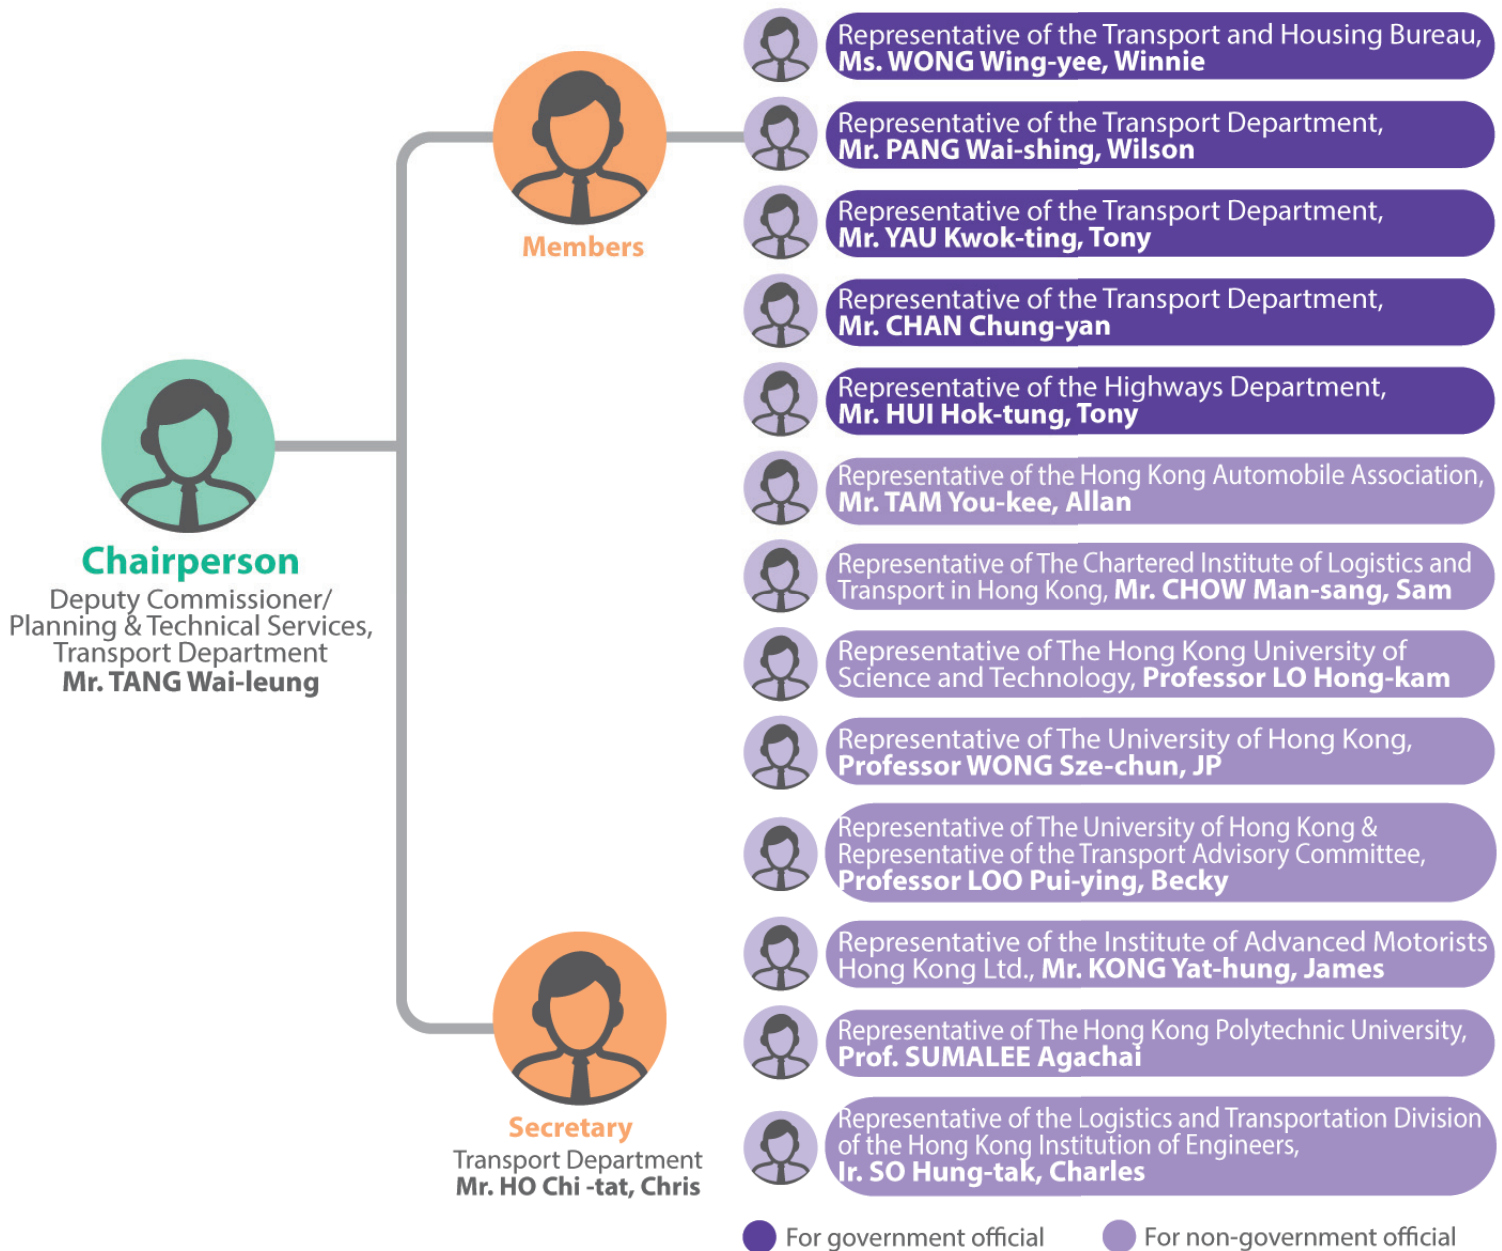 Chairperson
Deputy Commissioner/
Planning & Technical Services,
Transport Department
Mr. TANG Wai-leung
Members
Secretary
Transport Department
Mr. HO Chi -tat, Chris
Representative of the Transport and Housing Bureau,
Ms. WONG Wing-yee, Winnie
Representative of the Transport Department,
Mr. PANG Wai-shing, Wilson
Representative of the Transport Department,
Mr. YAU Kwok-ting, Tony
Representative of the Transport Department,
Mr. CHAN Chung-yan
Representative of the Highways Department,
Mr. HUI Hok-tung, Tony
Representative of the Hong Kong Automobile Association,
Mr. TAM You-kee, Allan
Representative of The Chartered Institute of Logistics and
Transport in Hong Kong, Mr. CHOW Man-sang, Sam
Representative of The Hong Kong University of
Science and Technology, Professor LO Hong-kam
Representative of The University of Hong Kong,
Professor WONG Sze-chun, JP
Representative of The University of Hong Kong &
Representative of the Transport Advisory Committee,
Professor LOO Pui-ying, Becky
Representative of the Institute of Advanced Motorists
Hong Kong Ltd., Mr. KONG Yat-hung, James
Representative of The Hong Kong Polytechnic University,
Prof. SUMALEE Agachai
Representative of the Logistics and Transportation Division
of the Hong Kong Institution of Engineers,
Ir. SO Hung-tak, Charles
For government official
For non-government official